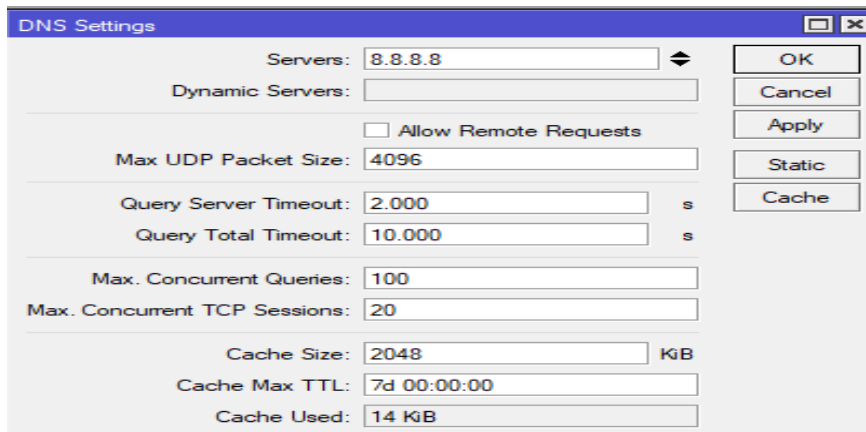 DNS Settings
Servers: 8.8.8.8
OK
Dynamic Servers:
Cancel
Allow Remote Requests
Apply
Max UDP Packet Size: 4096
Static
Query Server Timeout: 2.000 s
Cache
Query Total Timeout: 10.000 s
Max. Concurrent Queries: 100
Max. Concurrent TCP Sessions: 20
Cache Size: 2048 KiB
Cache Max TTL: 7d 00:00:00
Cache Used: 14 KiB